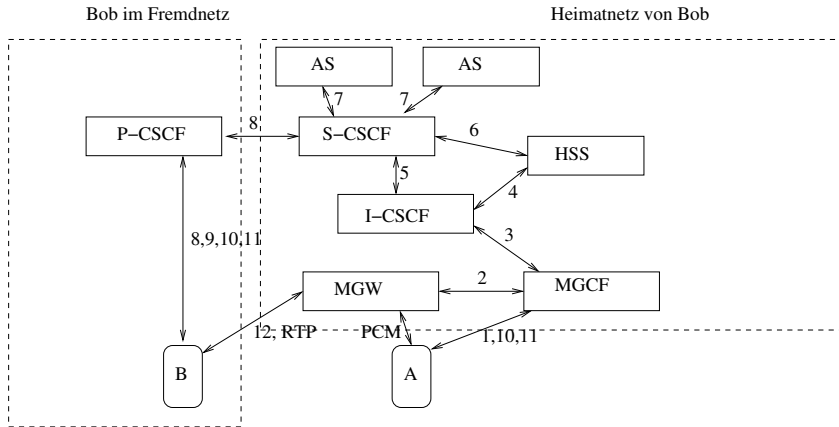 Bob im Fremdnetz
Heimatnetz von Bob
AS
AS
7
7
P−CSCF
8
S−CSCF
6
HSS
5
4
I−CSCF
8,9,10,11
3
MGW
2
MGCF
12, RTP
PCM
1,10,11
B
A